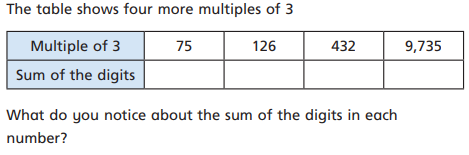 The table shows four more multiples of 3
Multiple of 3 75 126 432 9,735
Sum of the digits
What do you notice about the sum of the digits in each
number?